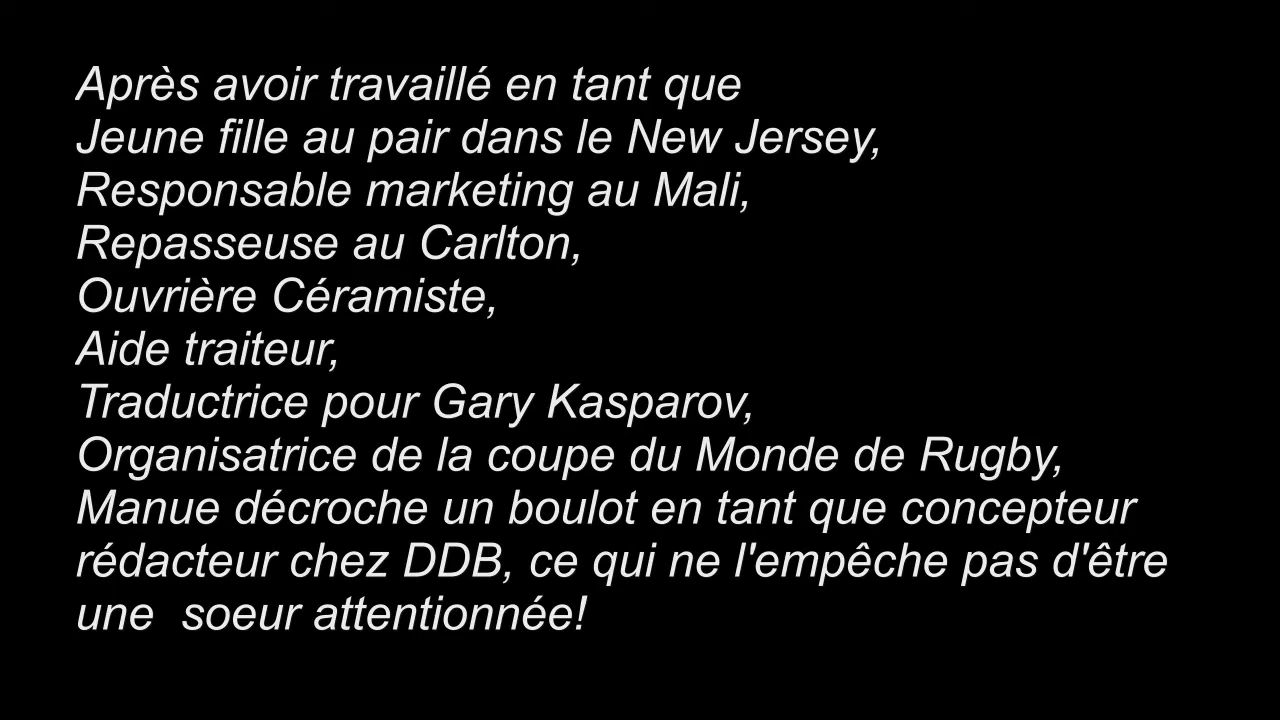 Après avoir travaillé en tant que
Jeune fille au pair dans le New Jersey,
Responsable marketing au Mali,
Repasseuse au Carlton,
Ouvrière Céramiste,
Aide traiteur,
Traductrice pour Gary Kasparov,
Organisatrice de la coupe du Monde de Rugby,
Manue décroche un boulot en tant que concepteur
rédacteur chez DDB, ce qui ne l'empêche pas d'être
une  soeur attentionnée!